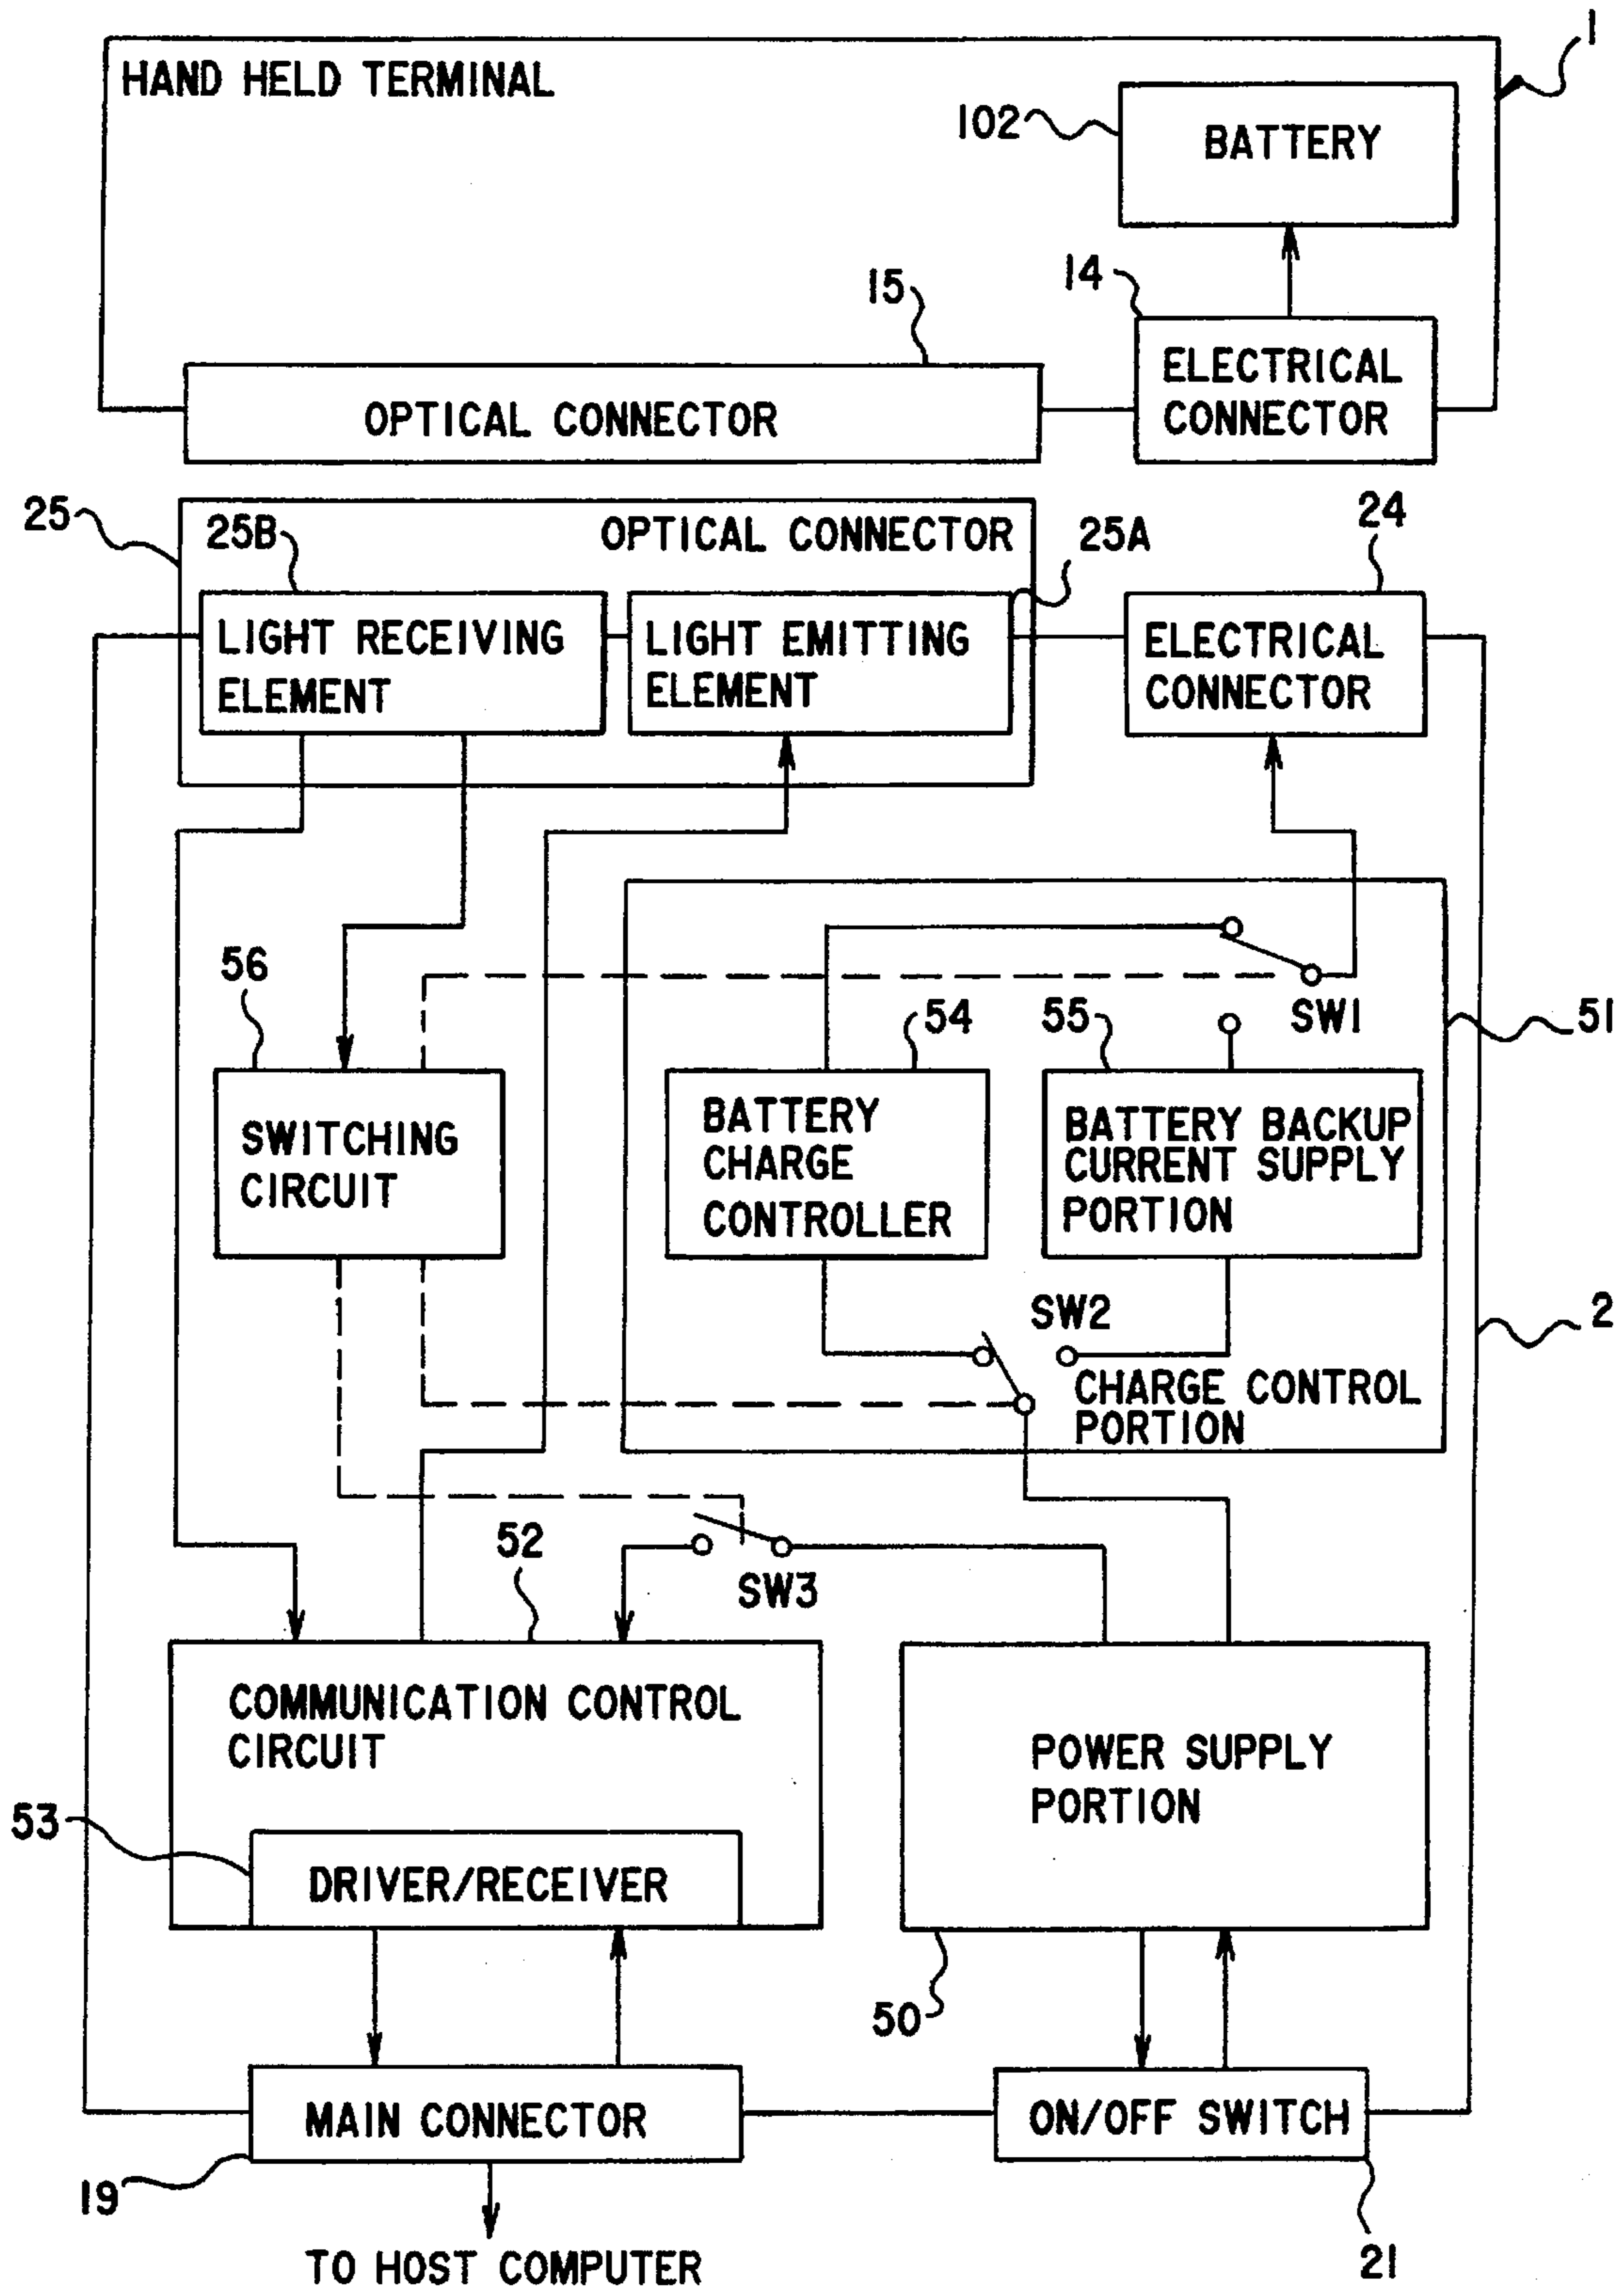 1
HAND HELD TERMINAL
102
BATTERY
15
14
ELECTRICAL
CONNECTOR
OPTICAL CONNECTOR
25
25B
OPTICAL CONNECTOR
25A
24
LIGHT RECEIVING
ELEMENT
LIGHT EMITTING
ELEMENT
ELECTRICAL
CONNECTOR
56
54
55
SW1
51
SWITCHING
CIRCUIT
BATTERY
CHARGE
CONTROLLER
BATTERY BACKUP
CURRENT SUPPLY
PORTION
SW2
2
CHARGE CONTROL
PORTION
52
SW3
COMMUNICATION CONTROL
CIRCUIT
POWER SUPPLY
PORTION
53
DRIVER/RECEIVER
50
MAIN CONNECTOR
ON/OFF SWITCH
19
21
TO HOST COMPUTER